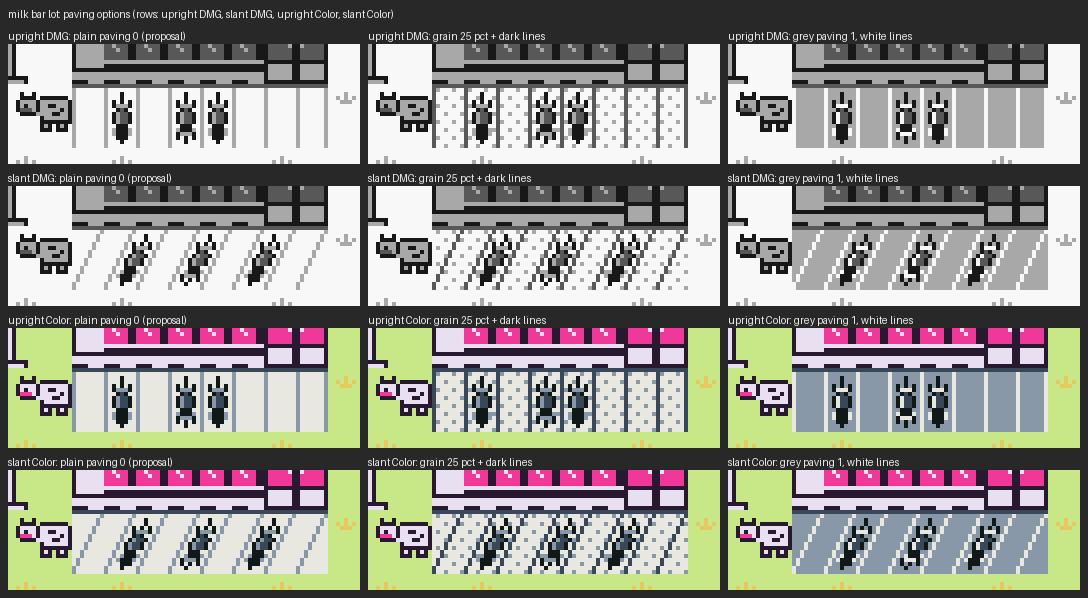 milk bar lot: paving options (rows: upright DMG, slant DMG, upright Color, slant Color)
upright DMG: plain paving 0 (proposal)
upright DMG: grain 25 pct + dark lines
upright DMG: grey paving 1, white lines
slant DMG: plain paving 0 (proposal)
slant DMG: grain 25 pct + dark lines
slant DMG: grey paving 1, white lines
upright Color: plain paving 0 (proposal)
upright Color: grain 25 pct + dark lines
upright Color: grey paving 1, white lines
slant Color: plain paving 0 (proposal)
slant Color: grain 25 pct + dark lines
slant Color: grey paving 1, white lines